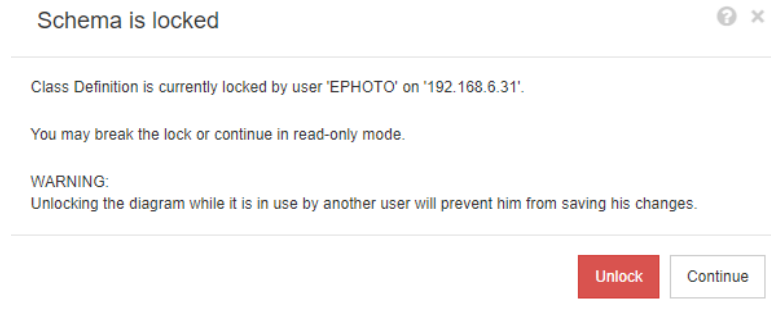 Schema is locked
Class Definition is currently locked by user 'EPHOTO' on '192.168.6.31'.
You may break the lock or continue in read-only mode.
WARNING:
Unlocking the diagram while it is in use by another user will prevent him from saving his changes.
Unlock
Continue